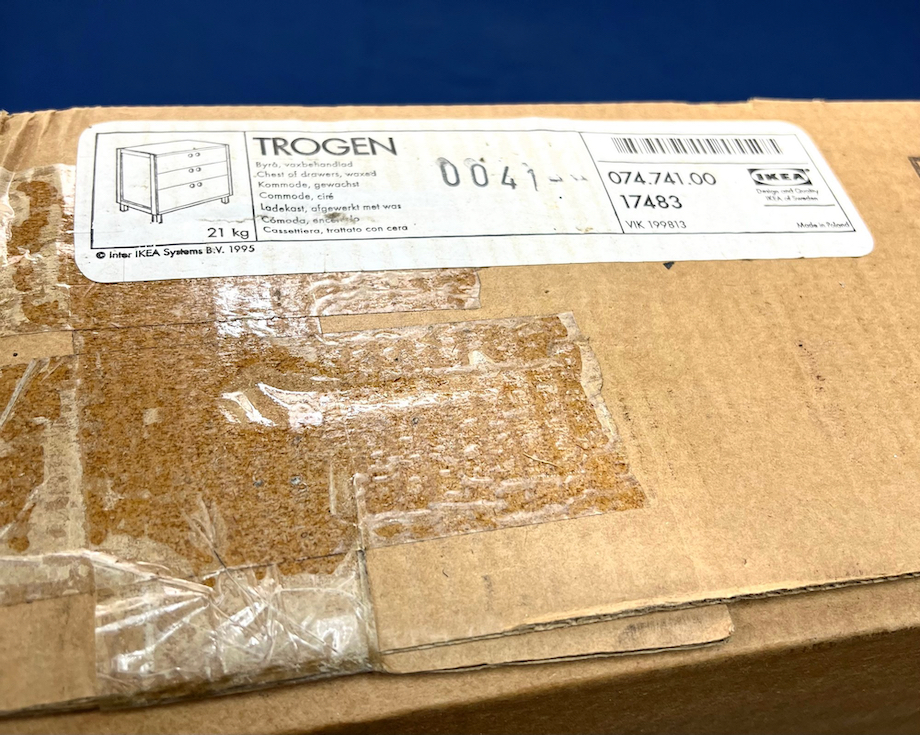 TROGEN
Byrå, vaxbehandlad
Chest of drawers, waxed
Kommode, gewachst
Commode, ciré
Ladekast, afgewerkt met was
Cómoda, encerada
Cassettiera, trattato con cera
21 kg
© Inter IKEA Systems B.V. 1995
0041
074.741.00
17483
VIK 199813
IKEA
Design and Quality
IKEA of Sweden
Made in Poland